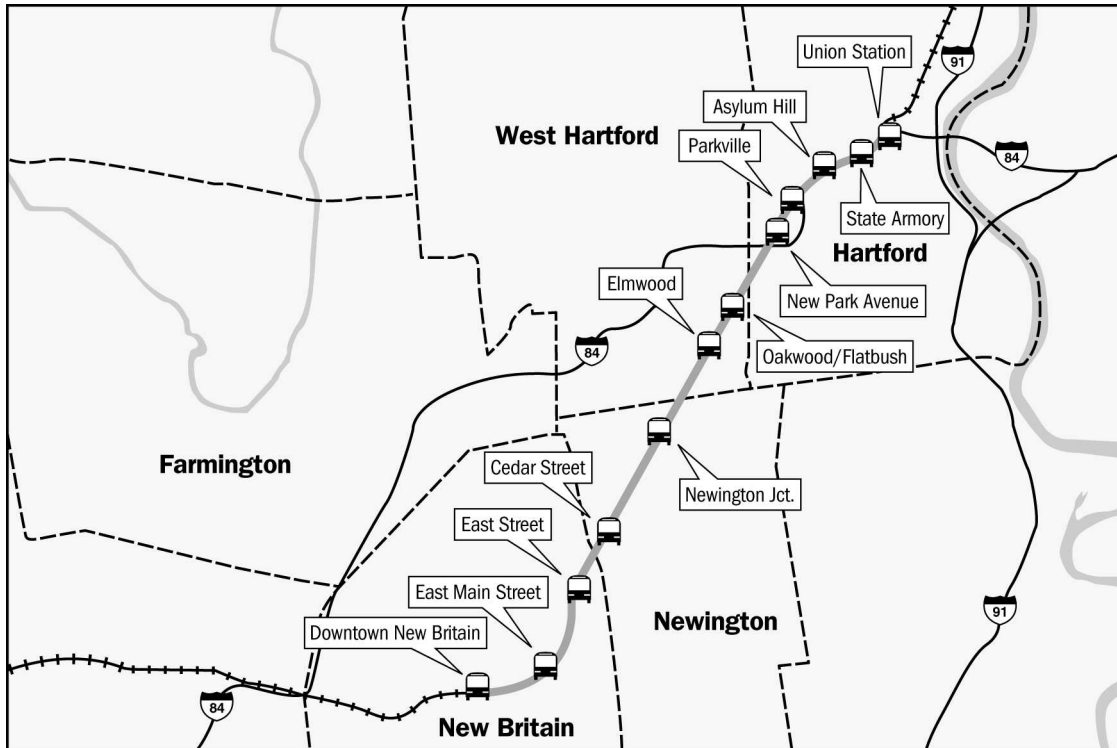 Union Station
91
Asylum Hill
West Hartford
Parkville
84
State Armory
Hartford
Elmwood
New Park Avenue
84
Oakwood/Flatbush
Farmington
Cedar Street
Newington Jct.
East Street
East Main Street
91
Newington
Downtown New Britain
84
New Britain